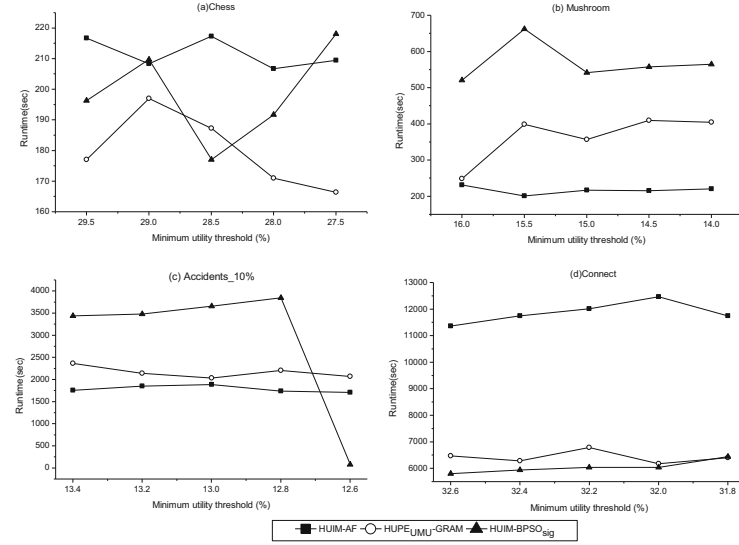 (a)Chess
220
210
200
190
180
170
160
Runtime(sec)
29.5 29.0 28.5 28.0 27.5
Minimum utility threshold (%)
(b) Mushroom
700
600
500
400
300
200
Runtime(sec)
16.0 15.5 15.0 14.5 14.0
Minimum utility threshold (%)
(c) Accidents_10%
4000
3500
3000
2500
2000
1500
1000
500
0
Runtime(sec)
13.4 13.2 13.0 12.8 12.6
Minimum utility threshold (%)
(d)Connect
13000
12000
11000
10000
9000
8000
7000
6000
Runtime(sec)
32.6 32.4 32.2 32.0 31.8
Minimum utility threshold (%)
HUIM-AF HUPEUMU-GRAM HUIM-BPSOsig